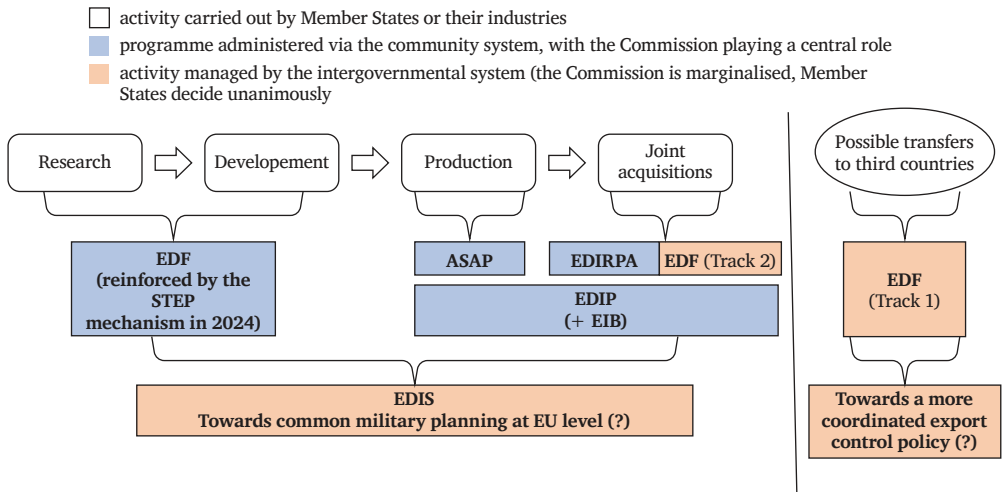 activity carried out by Member States or their industries
programme administered via the community system, with the Commission playing a central role
activity managed by the intergovernmental system (the Commission is marginalised, Member
States decide unanimously
Research
Developement
Production
Joint
acquisitions
Possible transfers
to third countries
EDF
(reinforced by the
STEP
mechanism in 2024)
ASAP
EDIRPA
EDF (Track 2)
EDIP
(+ EIB)
EDF
(Track 1)
EDIS
Towards common military planning at EU level (?)
Towards a more
coordinated export
control policy (?)